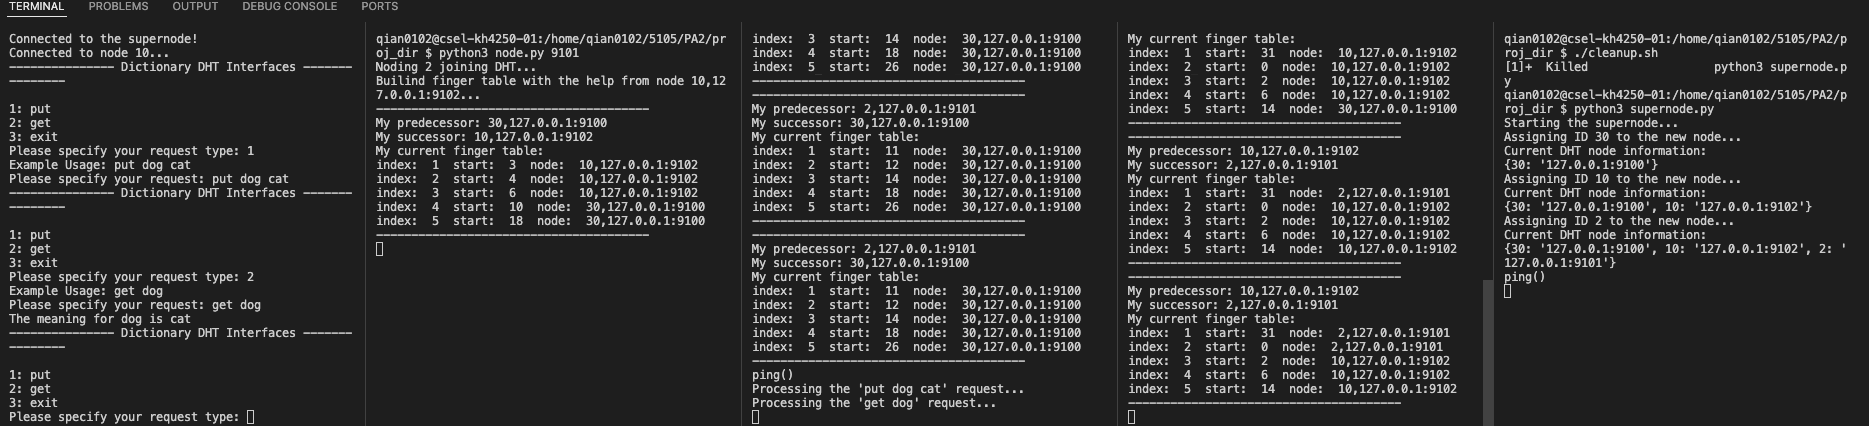 TERMINAL PROBLEMS OUTPUT DEBUG CONSOLE PORTS
Connected to the supernode!
Connected to node 10...
--------------- Dictionary DHT Interfaces -------
--------
1: put
2: get
3: exit
Please specify your request type: 1
Example Usage: put dog cat
Please specify your request: put dog cat
--------------- Dictionary DHT Interfaces -------
--------
1: put
2: get
3: exit
Please specify your request type: 2
Example Usage: get dog
Please specify your request: get dog
The meaning for dog is cat
--------------- Dictionary DHT Interfaces -------
--------
1: put
2: get
3: exit
Please specify your request type:
qian0102@csel-kh4250-01:/home/qian0102/5105/PA2/pr
oj_dir $ python3 node.py 9101
Noding 2 joining DHT...
Builind finger table with the help from node 10,12
7.0.0.1:9102...
---------------------------------------
My predecessor: 30,127.0.0.1:9100
My successor: 10,127.0.0.1:9102
My current finger table:
index: 1 start: 3 node: 10,127.0.0.1:9102
index: 2 start: 4 node: 10,127.0.0.1:9102
index: 3 start: 6 node: 10,127.0.0.1:9102
index: 4 start: 10 node: 30,127.0.0.1:9100
index: 5 start: 18 node: 30,127.0.0.1:9100
---------------------------------------
index: 3 start: 14 node: 30,127.0.0.1:9100
index: 4 start: 18 node: 30,127.0.0.1:9100
index: 5 start: 26 node: 30,127.0.0.1:9100
---------------------------------------
---------------------------------------
My predecessor: 2,127.0.0.1:9101
My successor: 30,127.0.0.1:9100
My current finger table:
index: 1 start: 11 node: 30,127.0.0.1:9100
index: 2 start: 12 node: 30,127.0.0.1:9100
index: 3 start: 14 node: 30,127.0.0.1:9100
index: 4 start: 18 node: 30,127.0.0.1:9100
index: 5 start: 26 node: 30,127.0.0.1:9100
---------------------------------------
---------------------------------------
My predecessor: 2,127.0.0.1:9101
My successor: 30,127.0.0.1:9100
My current finger table:
index: 1 start: 11 node: 30,127.0.0.1:9100
index: 2 start: 12 node: 30,127.0.0.1:9100
index: 3 start: 14 node: 30,127.0.0.1:9100
index: 4 start: 18 node: 30,127.0.0.1:9100
index: 5 start: 26 node: 30,127.0.0.1:9100
---------------------------------------
ping()
Processing the 'put dog cat' request...
Processing the 'get dog' request...
My current finger table:
index: 1 start: 31 node: 10,127.0.0.1:9102
index: 2 start: 0 node: 10,127.0.0.1:9102
index: 3 start: 2 node: 10,127.0.0.1:9102
index: 4 start: 6 node: 10,127.0.0.1:9102
index: 5 start: 14 node: 30,127.0.0.1:9100
---------------------------------------
---------------------------------------
My predecessor: 10,127.0.0.1:9102
My successor: 2,127.0.0.1:9101
My current finger table:
index: 1 start: 31 node: 2,127.0.0.1:9101
index: 2 start: 0 node: 10,127.0.0.1:9102
index: 3 start: 2 node: 10,127.0.0.1:9102
index: 4 start: 6 node: 10,127.0.0.1:9102
index: 5 start: 14 node: 10,127.0.0.1:9102
---------------------------------------
---------------------------------------
My predecessor: 10,127.0.0.1:9102
My successor: 2,127.0.0.1:9101
My current finger table:
index: 1 start: 31 node: 2,127.0.0.1:9101
index: 2 start: 0 node: 2,127.0.0.1:9101
index: 3 start: 2 node: 10,127.0.0.1:9102
index: 4 start: 6 node: 10,127.0.0.1:9102
index: 5 start: 14 node: 10,127.0.0.1:9102
---------------------------------------
qian0102@csel-kh4250-01:/home/qian0102/5105/PA2/p
roj_dir $ ./cleanup.sh
[1]+ Killed python3 supernode.p
y
qian0102@csel-kh4250-01:/home/qian0102/5105/PA2/p
roj_dir $ python3 supernode.py
Starting the supernode...
Assigning ID 30 to the new node...
Current DHT node information:
{30: '127.0.0.1:9100'}
Assigning ID 10 to the new node...
Current DHT node information:
{30: '127.0.0.1:9100', 10: '127.0.0.1:9102'}
Assigning ID 2 to the new node...
Current DHT node information:
{30: '127.0.0.1:9100', 10: '127.0.0.1:9102', 2: '
127.0.0.1:9101'}
ping()